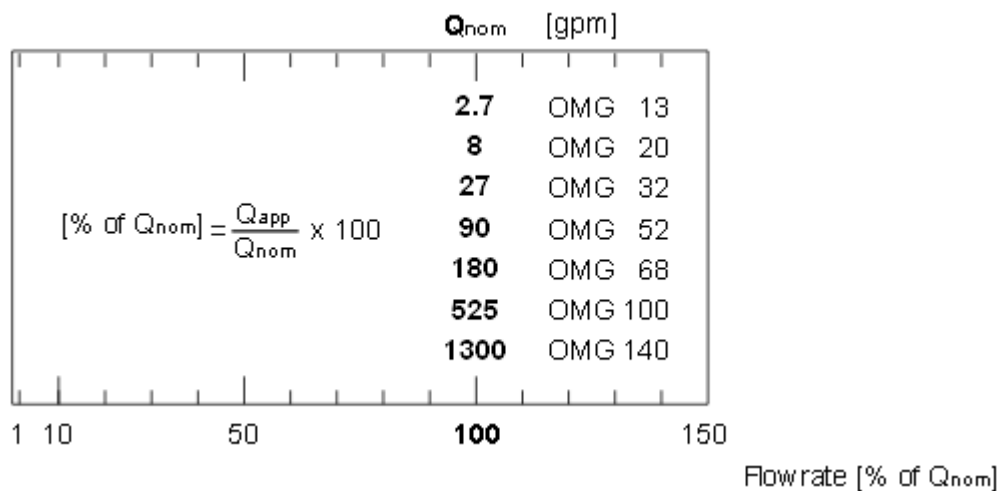 Qnom [gpm]
2.7 OMG 13
8 OMG 20
27 OMG 32
[% of Qnom] = Qapp / Qnom x 100
90 OMG 52
180 OMG 68
525 OMG 100
1300 OMG 140
1 10 50 100 150
Flowrate [% of Qnom]